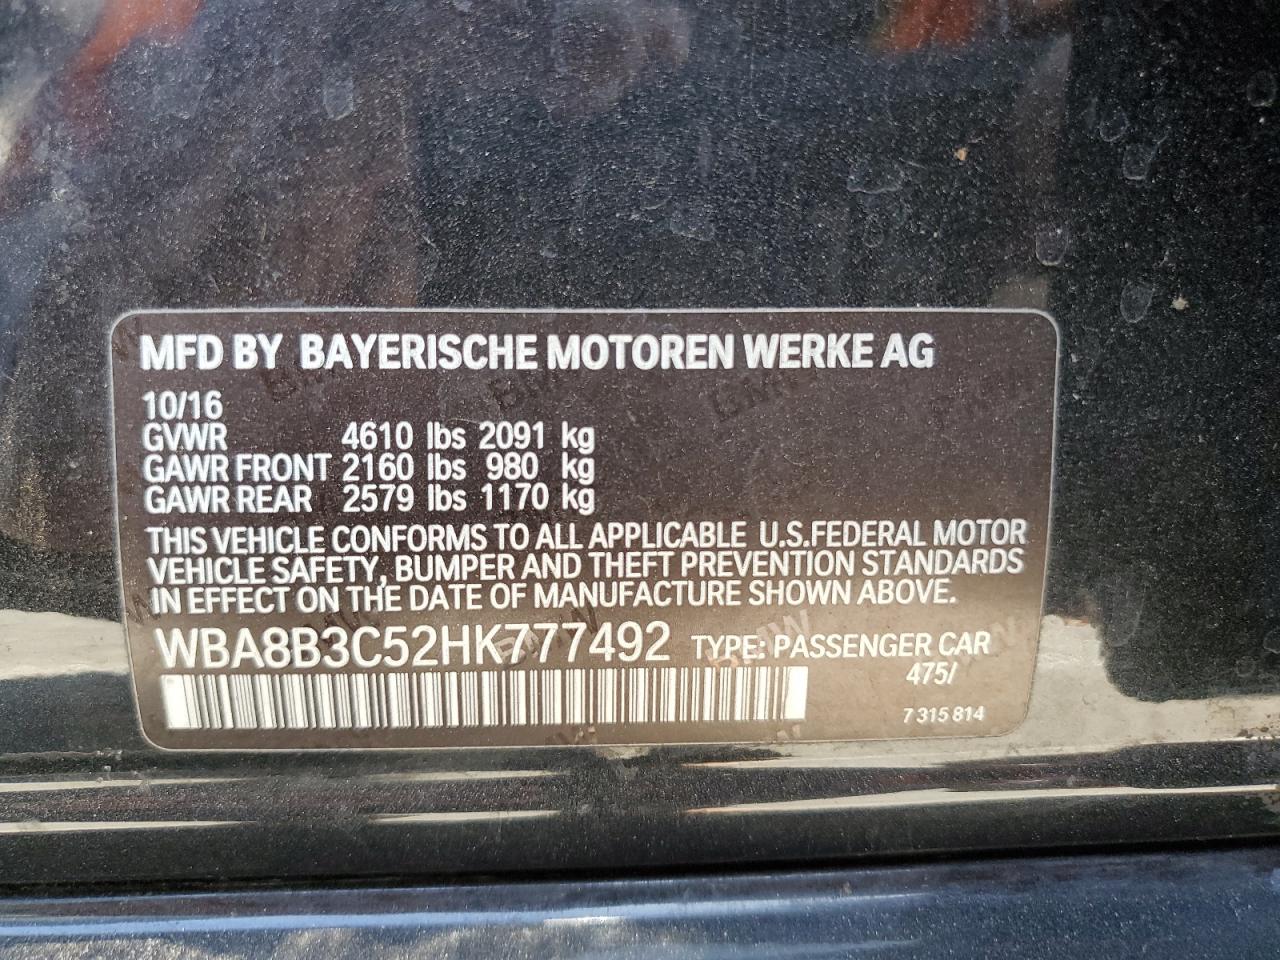 MFD BY BAYERISCHE MOTOREN WERKE AG
10/16
GVWR 4610 lbs 2091 kg
GAWR FRONT 2160 lbs 980 kg
GAWR REAR 2579 lbs 1170 kg
THIS VEHICLE CONFORMS TO ALL APPLICABLE U.S.FEDERAL MOTOR
VEHICLE SAFETY, BUMPER AND THEFT PREVENTION STANDARDS
IN EFFECT ON THE DATE OF MANUFACTURE SHOWN ABOVE.
WBA8B3C52HK777492 TYPE: PASSENGER CAR
475/
7 315 814